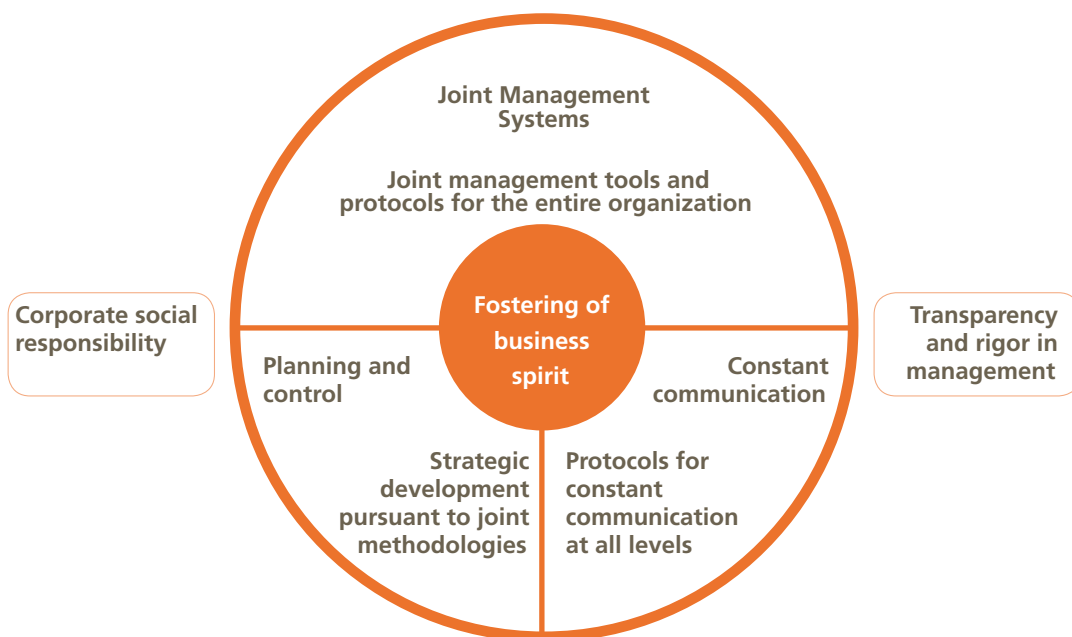 Joint Management
Systems
Joint management tools and
protocols for the entire organization
Fostering of
business
spirit
Corporate social
responsibility
Transparency
and rigor in
management
Planning and
control
Constant
communication
Strategic
development
pursuant to joint
methodologies
Protocols for
constant
communication
at all levels